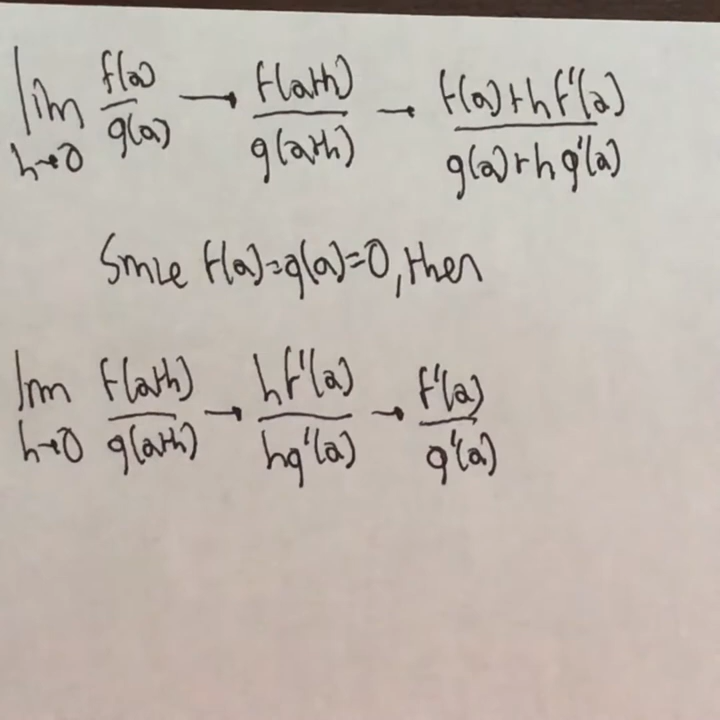 lim h→0 f(a)/g(a) → f(a+h)/g(a+h) → f(a)+hf'(a)/g(a)+hg'(a)
Since f(a)=g(a)=0, then
lim h→0 f(a+h)/g(a+h) → hf'(a)/hg'(a) → f'(a)/g'(a)